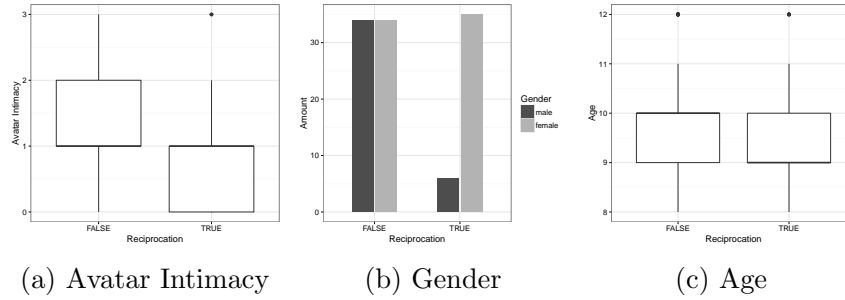 3
2
1
0
Avatar Intimacy
FALSE
TRUE
Reciprocation
(a) Avatar Intimacy
30
20
10
0
Amount
FALSE
TRUE
Reciprocation
Gender
male
female
(b) Gender
12
11
10
9
8
Age
FALSE
TRUE
Reciprocation
(c) Age